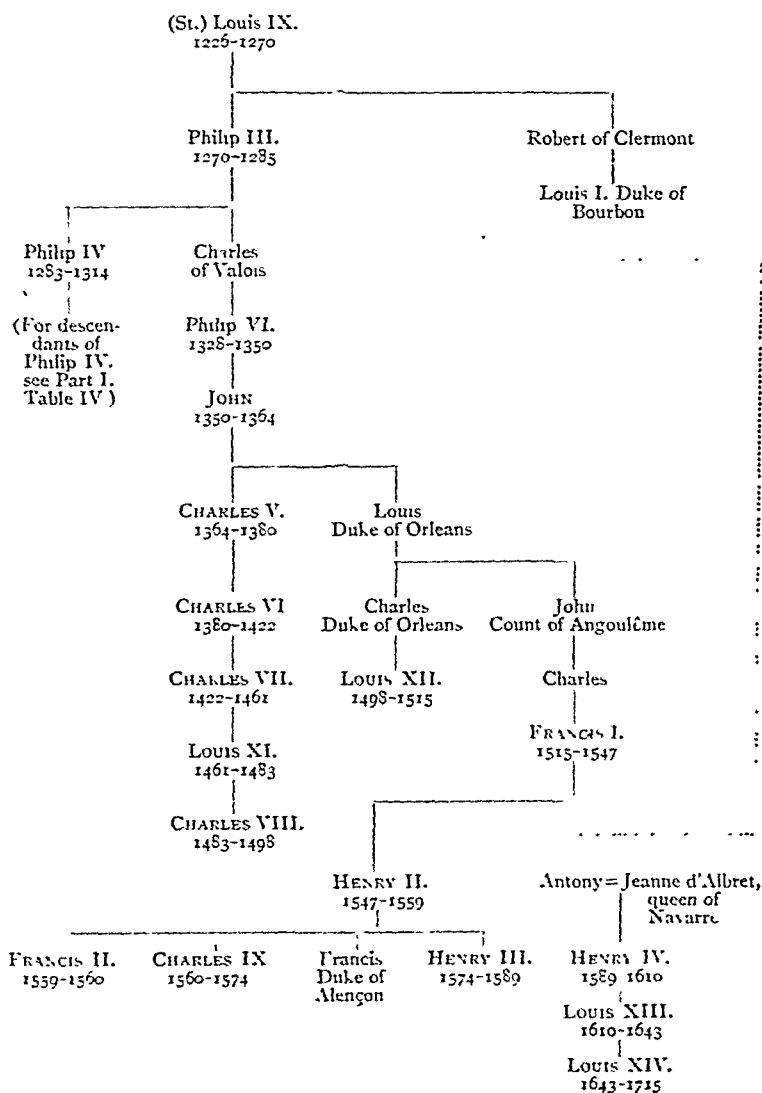 (St.) Louis IX.
1226-1270
Philip III.
1270-1285
Robert of Clermont
Louis I. Duke of
Bourbon
Philip IV
1283-1314
Charles
of Valois
(For descen-
dants of
Philip IV.
see Part I.
Table IV)
Philip VI.
1328-1350
JOHN
1350-1364
CHARLES V.
1364-1380
Louis
Duke of Orleans
CHARLES VI
1380-1422
Charles
Duke of Orleans
John
Count of Angoulême
CHARLES VII.
1422-1461
LOUIS XII.
1498-1515
Charles
LOUIS XI.
1461-1483
FRANCIS I.
1515-1547
CHARLES VIII.
1483-1498
HENRY II.
1547-1559
Antony = Jeanne d'Albret,
queen of
Navarre
FRANCIS II.
1559-1560
CHARLES IX
1560-1574
Francis
Duke of
Alençon
HENRY III.
1574-1589
HENRY IV.
1589 1610
Louis XIII.
1610-1643
Louis XIV.
1643-1715